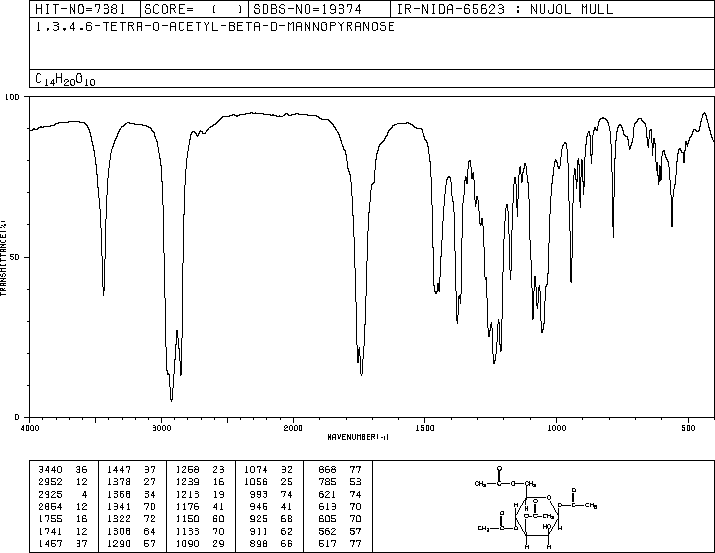 HIT-NO=7381 SCORE= ( ) SDBS-NO=19374 IR-NIDA-65623 : NUJOL MULL
1,3,4,6-TETRA-O-ACETYL-BETA-D-MANNOPYRANOSE
C14H20O10
100
50
0
TRANSMITTANCE(%)
4000 3000 2000 1500 1000 500
WAVENUMBER(-1)
3440 36 1447 37 1258 23 1074 32 868 77
2952 12 1378 27 1239 16 1056 25 785 53
2925 4 1368 34 1213 19 993 74 621 74
2854 12 1341 70 1176 41 945 41 613 70
1755 16 1322 72 1150 60 925 68 605 70
1741 12 1308 64 1133 70 911 62 562 57
1457 37 1290 57 1090 29 898 66 517 77